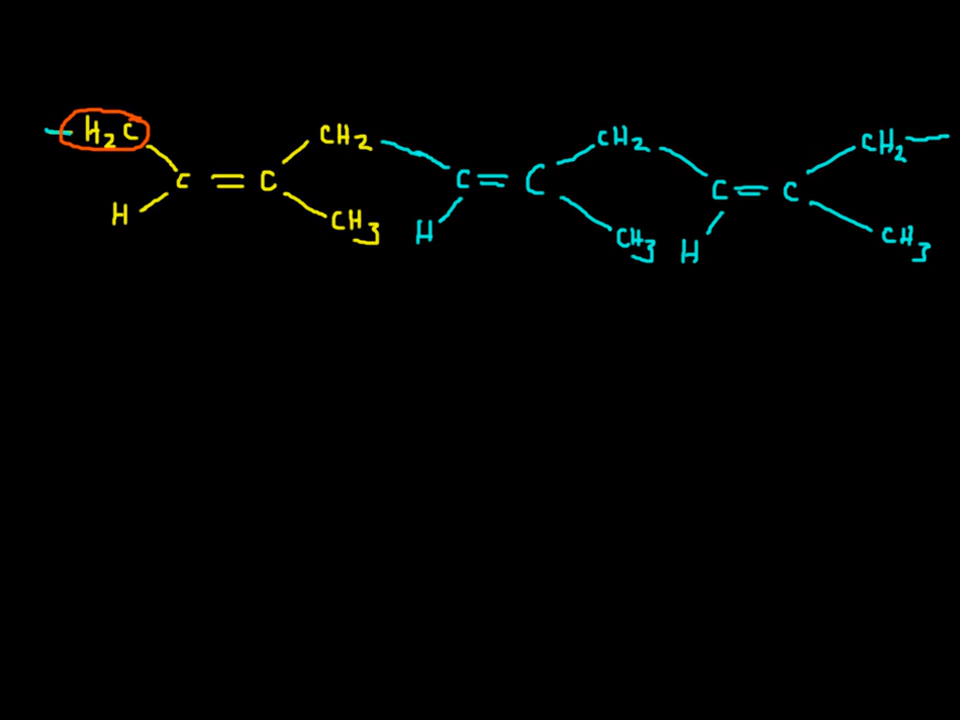 H₂C CH₂ CH₂ CH₂
C = C C = C C = C
H CH₃ H CH₃ H CH₃